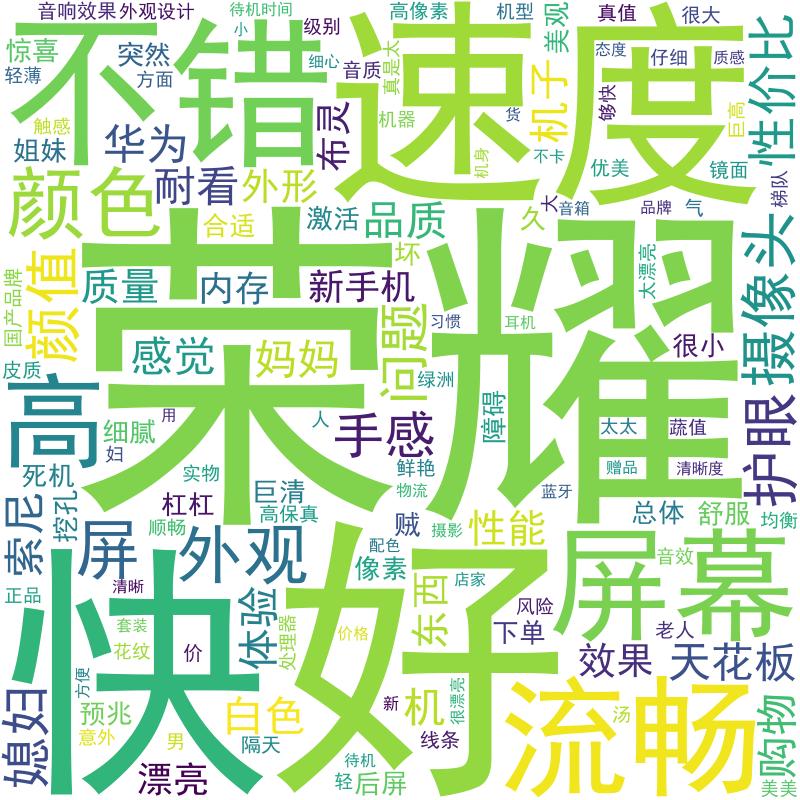 音响效果
外观设计
待机时间
级别
高像素
机型
美观
真值
很大
小
惊喜
突然
不错
速度
态度
仔细
质感
性价比
轻薄
方面
细心
音质
真是太
机子
够快
巨高
触感
姐妹
华为
布灵
机器
货
机身
不卡
优美
镜面
梯队
颜色
耐看
外形
合适
激活
品质
久
大
音箱
品牌
气
摄像头
国产品牌
颜值
质量
内存
新手机
坏
荣耀
太漂亮
问题
习惯
耳机
很小
感觉
妈妈
绿洲
皮质
高
用
人
手感
障碍
太太
蔬值
护眼
细腻
妇
死机
实物
鲜艳
赠品
清晰度
索尼
挖孔
杠杠
巨清
物流
蓝牙
顺畅
高保真
贼
摄影
性能
总体
舒服
均衡
屏
外观
配色
像素
屏幕
音效
正品
清晰
快
好
体验
店家
东西
风险
套装
花纹
价
处理器
价格
下单
老人
效果
天花板
媳妇
方便
预兆
白色
新
机
很漂亮
流畅
汤
购物
意外
男
隔天
线条
漂亮
待机
轻
后屏
美美